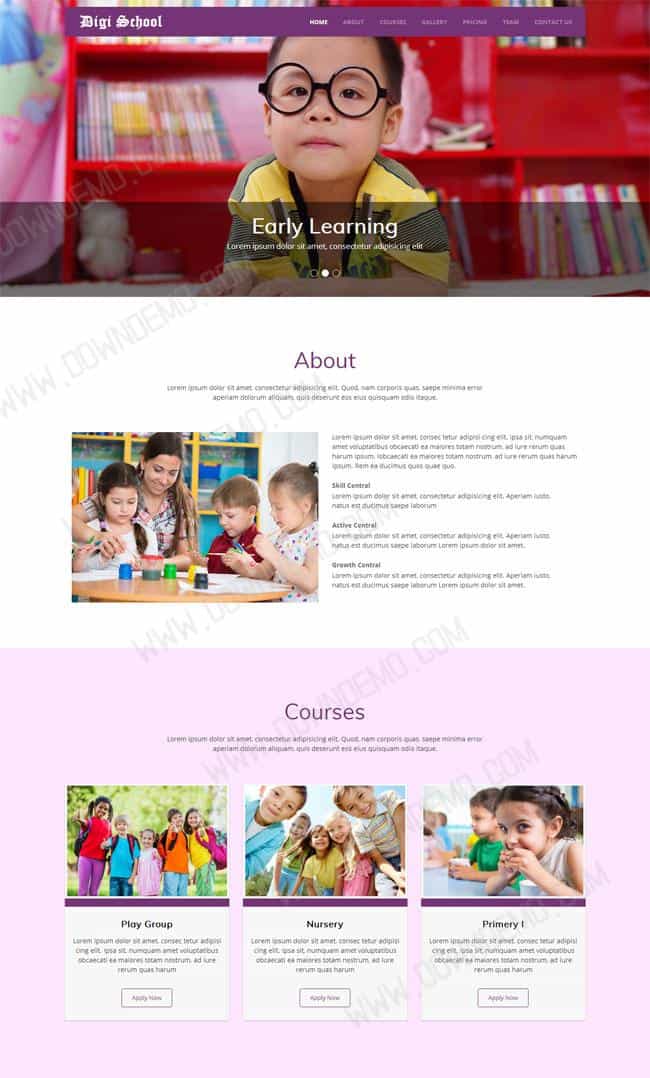 Digi School
HOME ABOUT COURSES GALLERY PRICING TEAM CONTACT US
Early Learning
Lorem ipsum dolor sit amet, consectetur adipisicing elit
About
Lorem ipsum dolor sit amet, consectetur adipisicing elit. Quod, nam corporis quas, saepe minima error
aperiam dolorum aliquam, quis deserunt eos eius quisquam odio itaque.
Lorem ipsum dolor sit amet, consec tetur adipisi cing elit. ipsa sit, numquam
amet voluptatibus obcaecati ea maiores totam nostrum, ad ure rerum quas
harum ipsum. lobcaecati ea maiores totam nostrum, ad ure rerum quas harum
ipsum. Rem ea ducimus quos quae quo.
Skill Central
Lorem ipsum dolor sit amet, consectetur adipisicing elit. Aperiam iusto,
natus est ducimus saepe laborum
Active Central
Lorem ipsum dolor sit amet, consectetur adipisicing elit. Aperiam iusto,
natus est ducimus saepe laborum Lorem ipsum dolor sit amet.
Growth Central
Lorem ipsum dolor sit amet, consectetur adipisicing elit. Aperiam iusto,
natus est ducimus saepe laborum Lorem ipsum dolor sit amet.
Courses
Lorem ipsum dolor sit amet, consectetur adipisicing elit. Quod, nam corporis quas, saepe minima error
aperiam dolorum aliquam, quis deserunt eos eius quisquam odio itaque.
Play Group
Lorem ipsum dolor sit amet, consec tetur adipisi
cing elit. ipsa sit, numquam amet voluptatibus
obcaecati ea maiores totam nostrum, ad iure
rerum quas harum
Apply Now
Nursery
Lorem ipsum dolor sit amet, consec tetur adipisi
cing elit. ipsa sit, numquam amet voluptatibus
obcaecati ea maiores totam nostrum, ad iure
rerum quas harum
Apply Now
Primery I
Lorem ipsum dolor sit amet, consec tetur adipisi
cing elit. ipsa sit, numquam amet voluptatibus
obcaecati ea maiores totam nostrum, ad iure
rerum quas harum
Apply Now
WWW.DOWNDEMO.COM